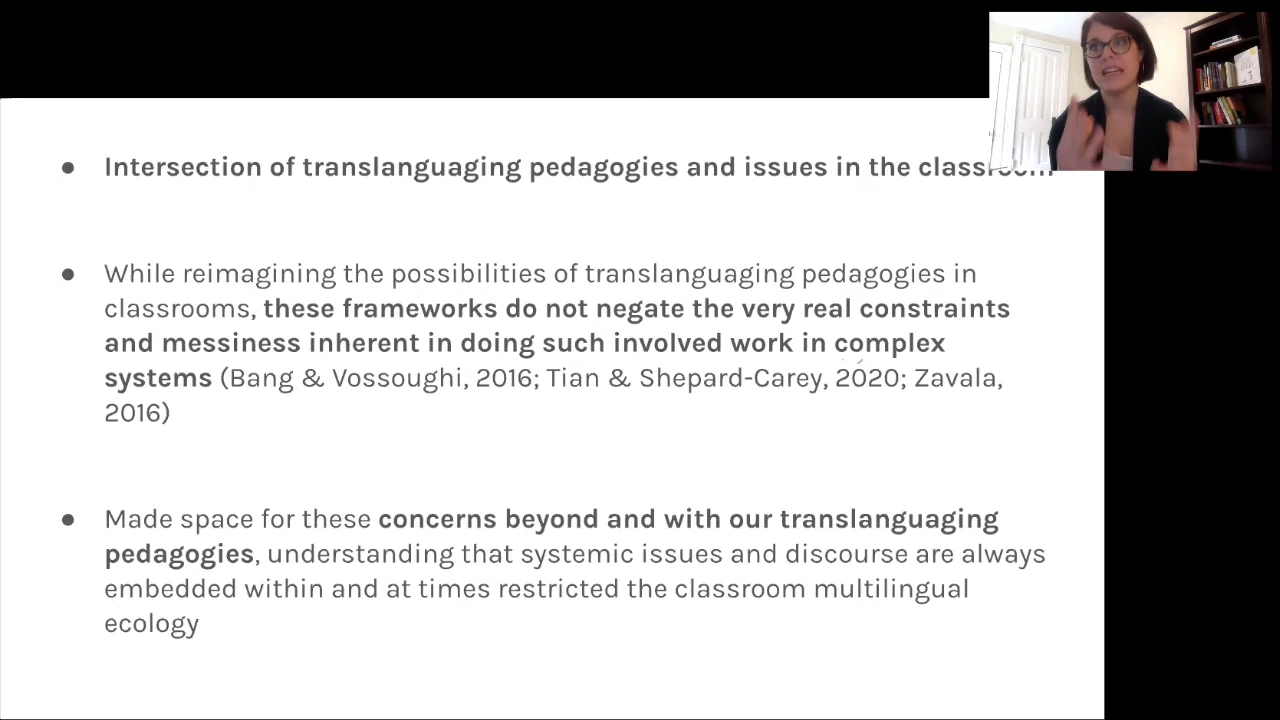 ● Intersection of translanguaging pedagogies and issues in the classroom
● While reimagining the possibilities of translanguaging pedagogies in
classrooms, these frameworks do not negate the very real constraints
and messiness inherent in doing such involved work in complex
systems (Bang & Vossoughi, 2016; Tian & Shepard-Carey, 2020; Zavala,
2016)
● Made space for these concerns beyond and with our translanguaging
pedagogies, understanding that systemic issues and discourse are always
embedded within and at times restricted the classroom multilingual
ecology